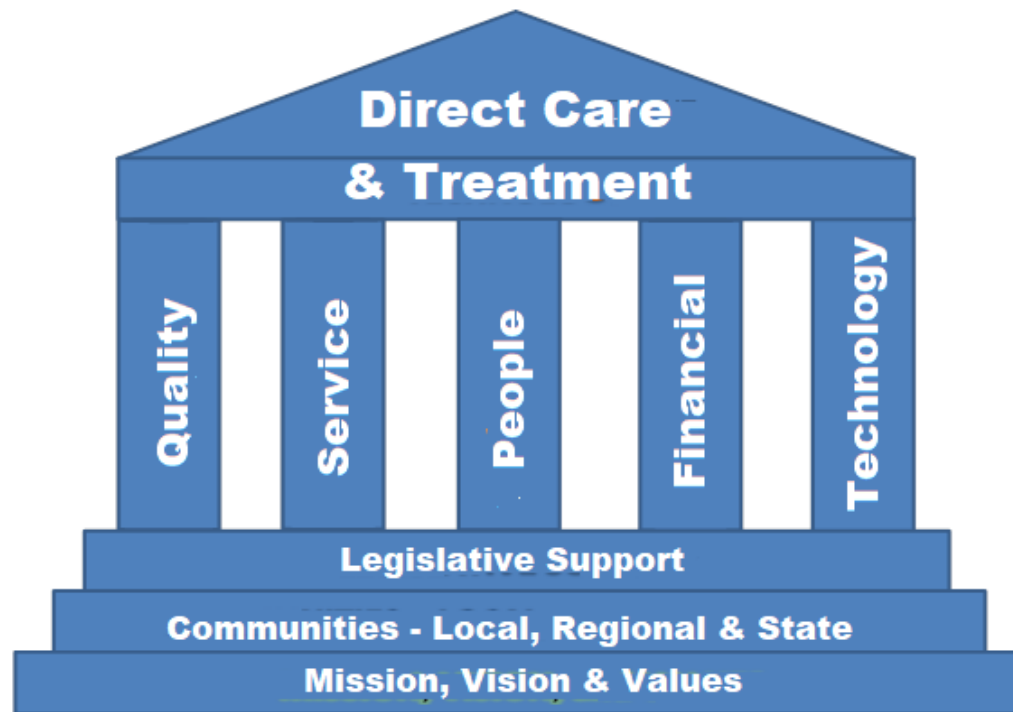 Direct Care
& Treatment
Quality
Service
People
Financial
Technology
Legislative Support
Communities - Local, Regional & State
Mission, Vision & Values